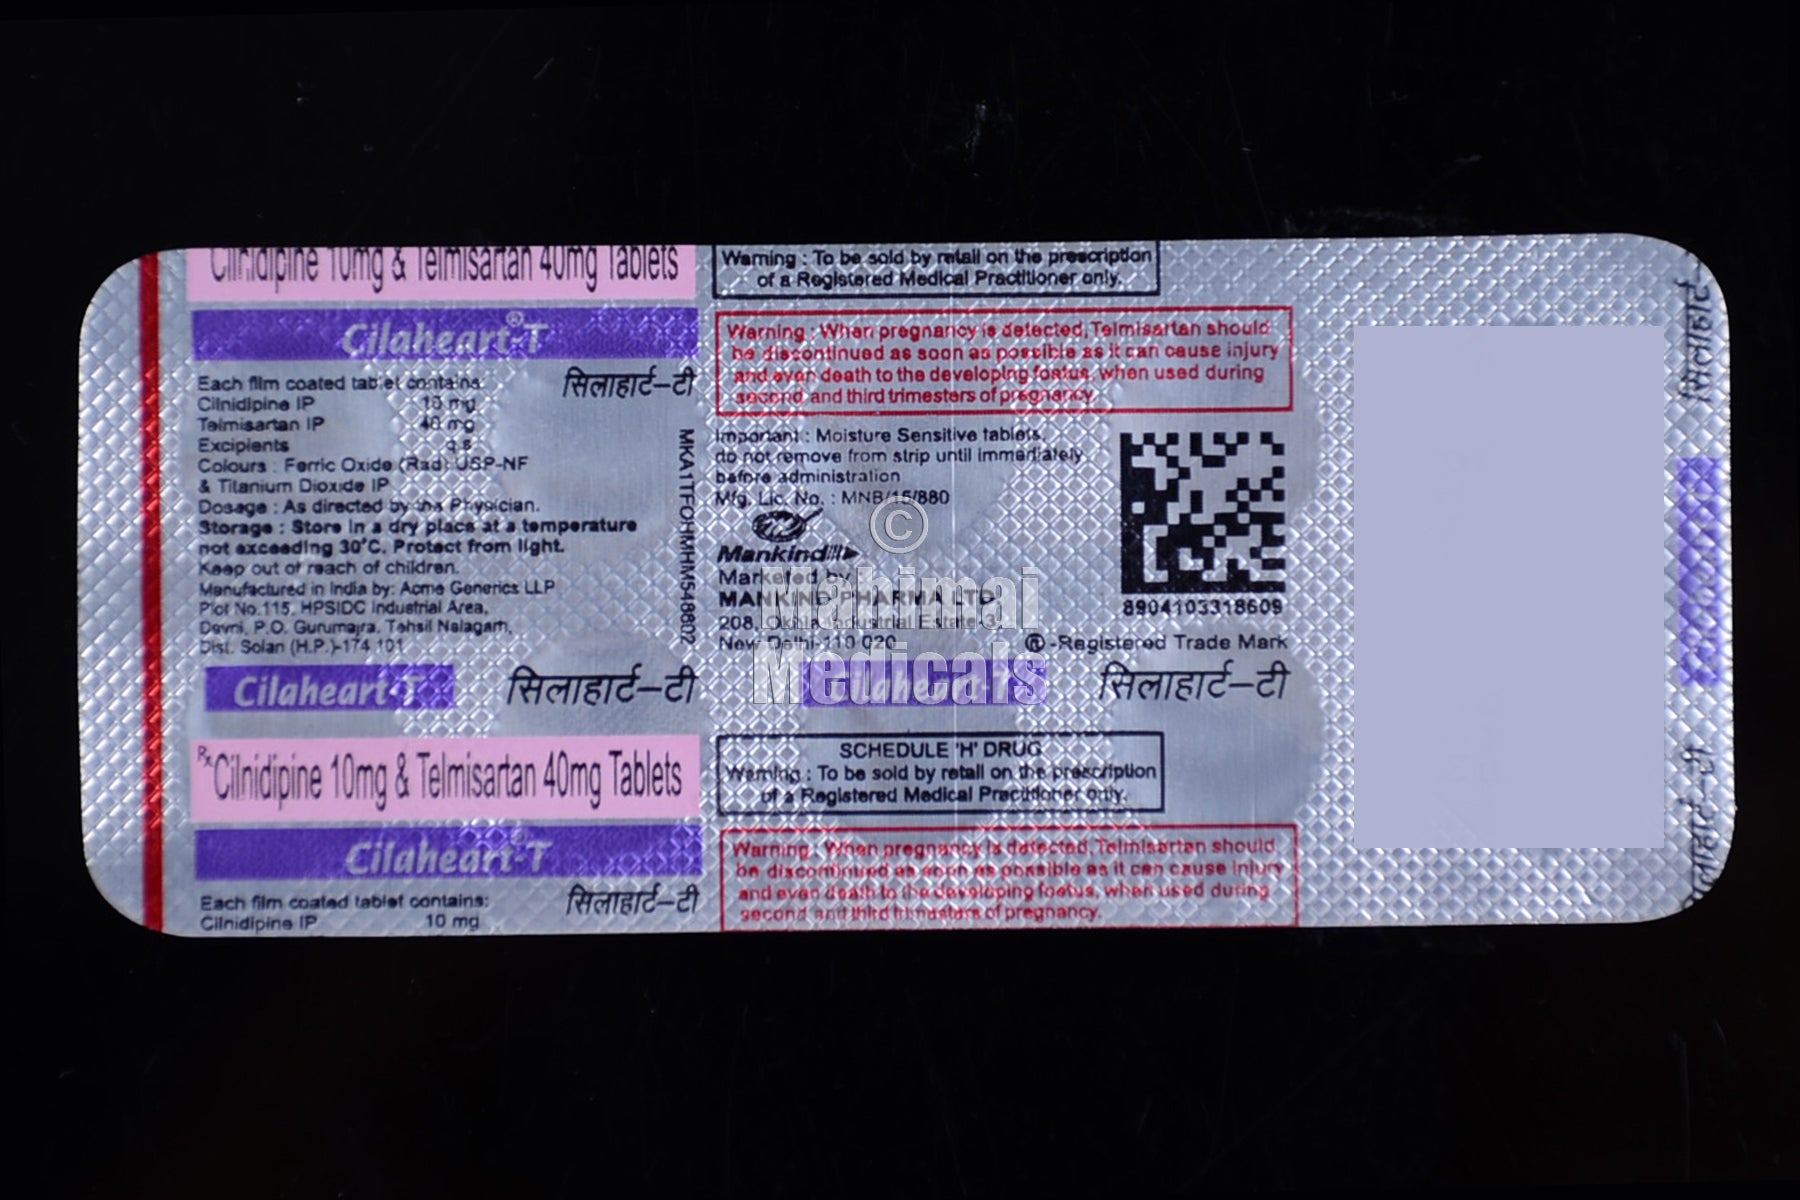 Cilnidipine 10mg & Telmisartan 40mg Tablets
Cilaheart®-T
Each film coated tablet contains:
सिलाहार्ट–टी
Cilnidipine IP 10 mg
Telmisartan IP 40 mg
Excipients q.s.
Colours : Ferric Oxide (Red) USP-NF
& Titanium Dioxide IP
Dosage : As directed by the Physician.
Storage : Store in a dry place at a temperature
not exceeding 30°C. Protect from light.
Keep out of reach of children.
Manufactured in India by: Acme Generics LLP
Plot No.115, HPSIDC Industrial Area,
Davni, P.O. Gurumajra, Tehsil Nalagarh,
Dist. Solan (H.P.)-174 101
MKA1TFOHMHM548802
Cilaheart-T
सिलाहार्ट–टी
Rx Cilnidipine 10mg & Telmisartan 40mg Tablets
Cilaheart®-T
Each film coated tablet contains:
सिलाहार्ट–टी
Cilnidipine IP 10 mg
Warning : To be sold by retail on the prescription
of a Registered Medical Practitioner only.
Warning : When pregnancy is detected, Telmisartan should
be discontinued as soon as possible as it can cause injury
and even death to the developing foetus, when used during
second and third trimesters of pregnancy.
Important : Moisture Sensitive tablets,
do not remove from strip until immediately
before administration
Mfg. Lic. No. : MNB/15/880
Mankind
Marketed by
MANKIND PHARMA LTD.
208, Okhla Industrial Estate-3,
New Delhi-110 020
8904103318609
®-Registered Trade Mark
Cilaheart-T
सिलाहार्ट–टी
SCHEDULE 'H' DRUG
Warning : To be sold by retail on the prescription
of a Registered Medical Practitioner only.
Warning : When pregnancy is detected, Telmisartan should
be discontinued as soon as possible as it can cause injury
and even death to the developing foetus, when used during
second and third trimesters of pregnancy.
सिलाहार्ट–
सिलाहार्ट–टी
© Mahimai
Medicals